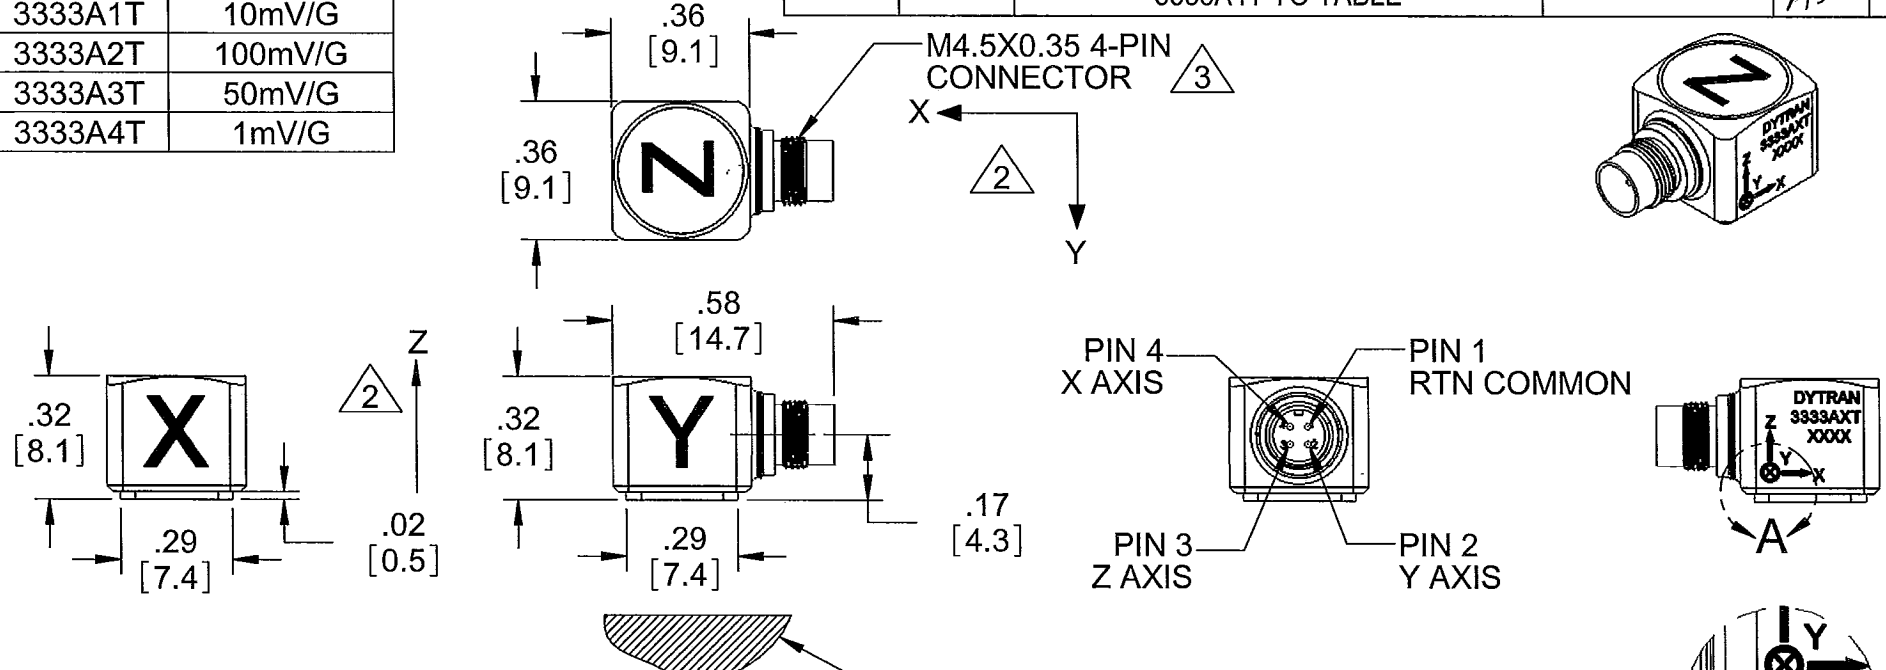 3333A1T 10mV/G
3333A2T 100mV/G
3333A3T 50mV/G
3333A4T 1mV/G
.36
[9.1]
M4.5X0.35 4-PIN
CONNECTOR
3
X
.36
[9.1]
Z
2
Y
DYTRAN
3333AXT
XXXX
Z
Y
X
Z
.58
[14.7]
Z
2
.32
[8.1]
X
.02
[0.5]
.29
[7.4]
.32
[8.1]
Y
.17
[4.3]
.29
[7.4]
PIN 4
X AXIS
PIN 1
RTN COMMON
PIN 3
Z AXIS
PIN 2
Y AXIS
DYTRAN
3333AXT
XXXX
Z
Y
X
A
Y